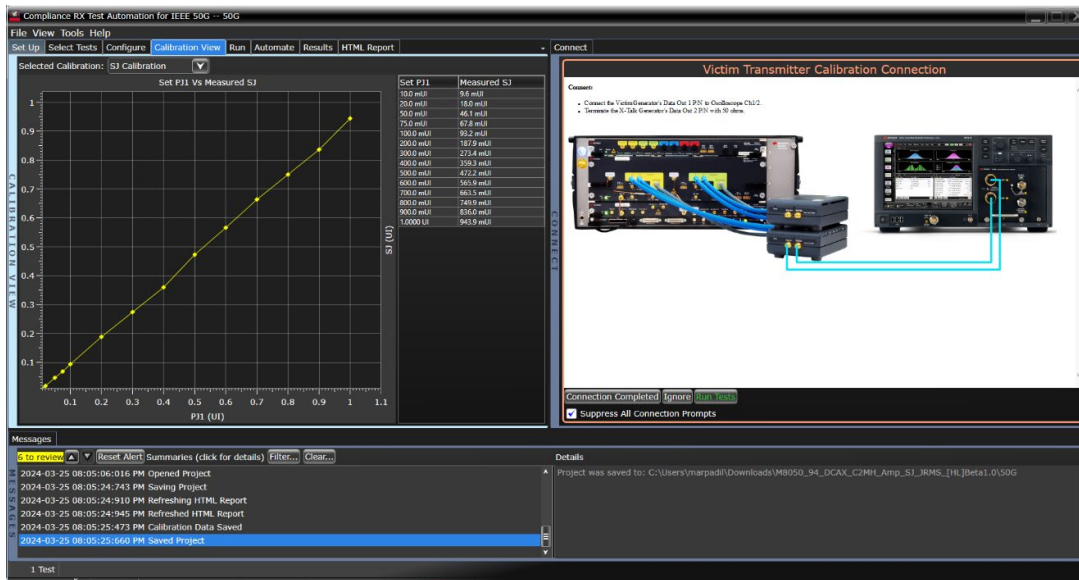 Compliance RX Test Automation for IEEE 50G -- 50G
File View Tools Help
Set Up Select Tests Configure Calibration View Run Automate Results HTML Report
Connect
Selected Calibration: SJ Calibration
Set PJ1 Vs Measured SJ
1
0.9
0.8
0.7
0.6
0.5
0.4
0.3
0.2
0.1
0.1 0.2 0.3 0.4 0.5 0.6 0.7 0.8 0.9 1 1.1
PJ1 (UI)
SJ (UI)
CALIBRATION VIEW
Set PJ1 Measured SJ
10.0 mUI 9.6 mUI
20.0 mUI 18.0 mUI
50.0 mUI 46.1 mUI
75.0 mUI 67.8 mUI
100.0 mUI 93.2 mUI
200.0 mUI 187.9 mUI
300.0 mUI 273.4 mUI
400.0 mUI 359.3 mUI
500.0 mUI 472.2 mUI
600.0 mUI 565.9 mUI
700.0 mUI 663.5 mUI
800.0 mUI 749.9 mUI
900.0 mUI 836.0 mUI
1.0000 UI 943.9 mUI
CONNECT
Victim Transmitter Calibration Connection
Connect:
Connect the Victim Generator's Data Out 1 P/N to Oscilloscope Ch1/2.
Terminate the X-Talk Generator's Data Out 2 P/N with 50 ohms.
Connection Completed Ignore Run Tests
Suppress All Connection Prompts
Messages
6 to review Reset Alert Summaries (click for details) Filter... Clear...
MESSAGES
2024-03-25 08:05:06:016 PM Opened Project
2024-03-25 08:05:24:743 PM Saving Project
2024-03-25 08:05:24:910 PM Refreshing HTML Report
2024-03-25 08:05:24:945 PM Refreshed HTML Report
2024-03-25 08:05:25:473 PM Calibration Data Saved
2024-03-25 08:05:25:660 PM Saved Project
Details
Project was saved to: C:\Users\marpadil\Downloads\M8050_94_DCAX_C2MH_Amp_SJ_JRMS_[HL]Beta1.0\50G
1 Test